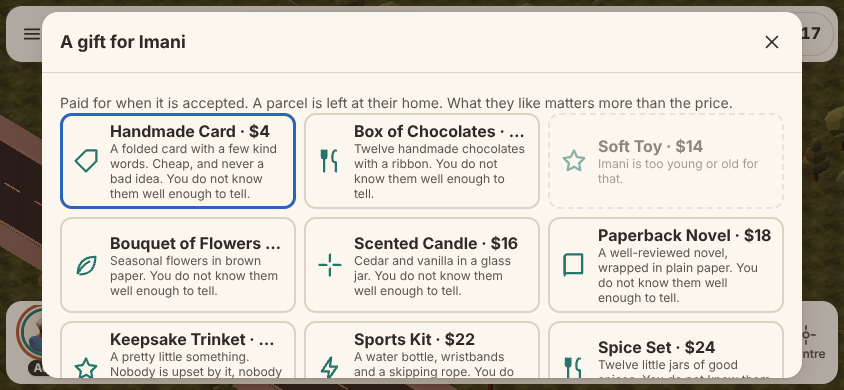 A gift for Imani
17
Paid for when it is accepted. A parcel is left at their home. What they like matters more than the price.
Handmade Card · $4
A folded card with a few kind
words. Cheap, and never a
bad idea. You do not know
them well enough to tell.
Box of Chocolates · ...
Twelve handmade chocolates
with a ribbon. You do not
know them well enough to
tell.
Soft Toy · $14
Imani is too young or old for
that.
Bouquet of Flowers ...
Seasonal flowers in brown
paper. You do not know them
well enough to tell.
Scented Candle · $16
Cedar and vanilla in a glass
jar. You do not know them
well enough to tell.
Paperback Novel · $18
A well-reviewed novel,
wrapped in plain paper. You
do not know them well
enough to tell.
Keepsake Trinket · ...
A pretty little something.
Nobody is upset by it, nobody
Sports Kit · $22
A water bottle, wristbands
and a skipping rope. You do
Spice Set · $24
Twelve little jars of good